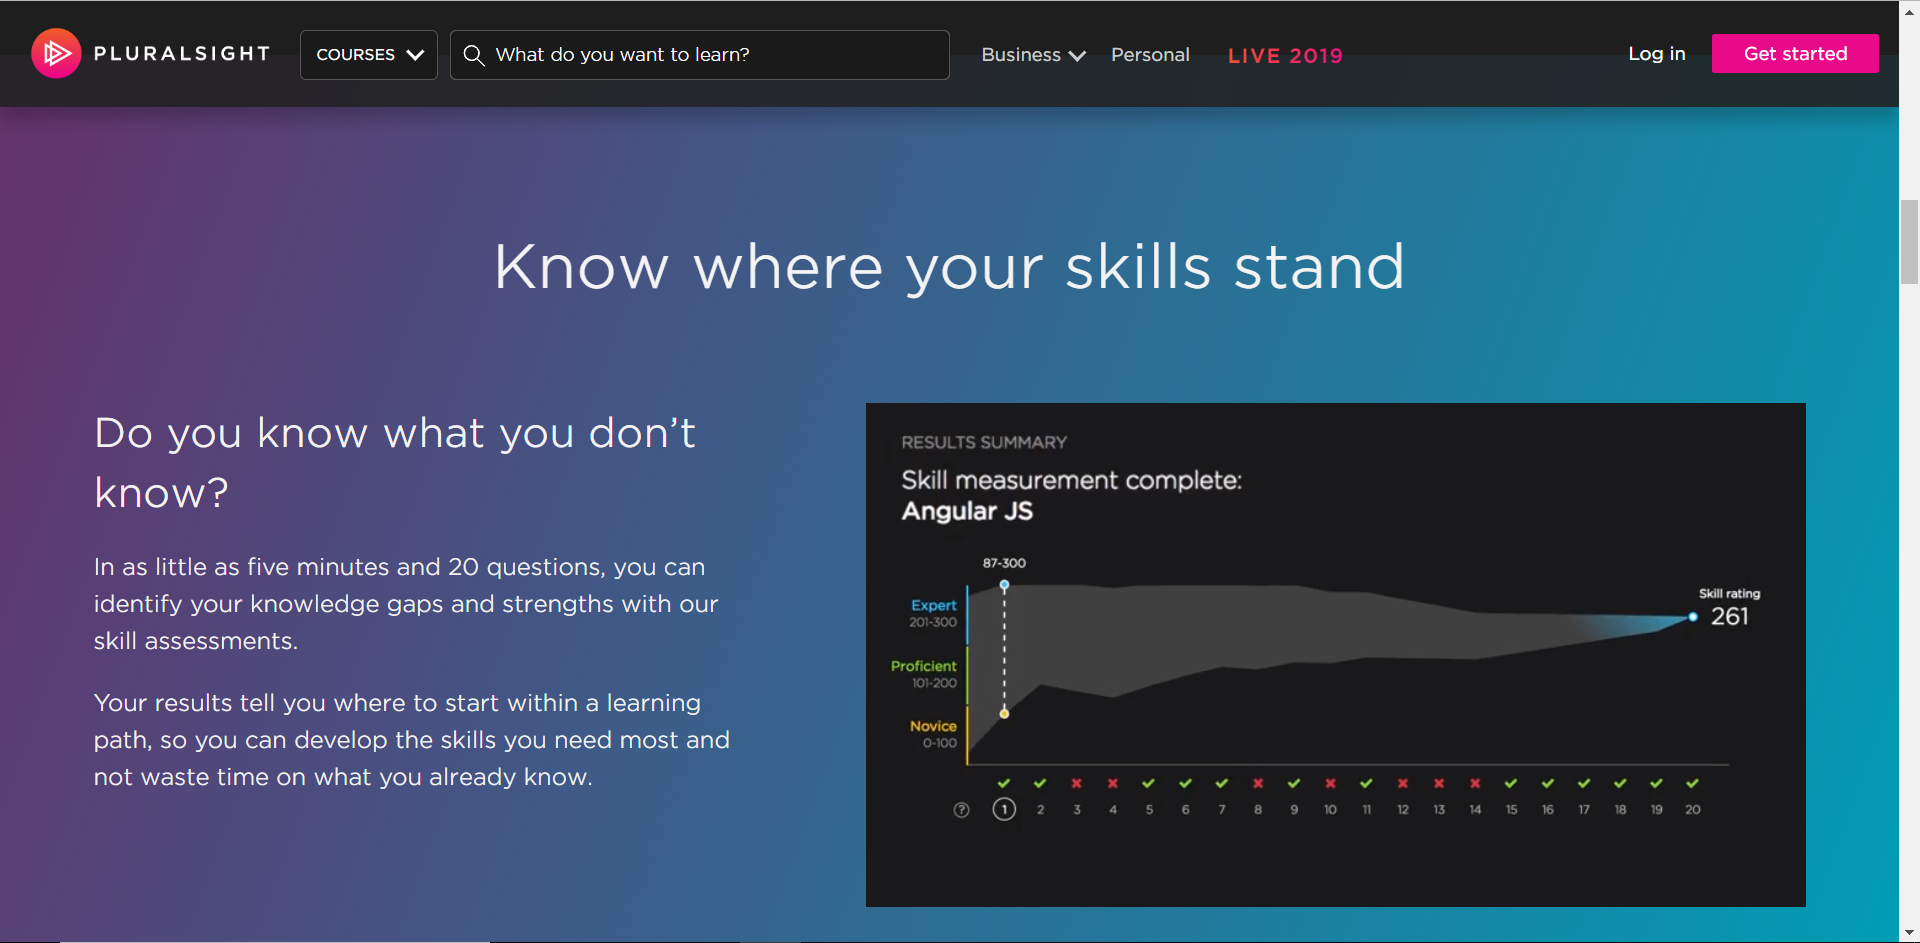 PLURALSIGHT COURSES What do you want to learn? Business Personal LIVE 2019 Log in Get started
Know where your skills stand
Do you know what you don’t
know?
In as little as five minutes and 20 questions, you can
identify your knowledge gaps and strengths with our
skill assessments.
Your results tell you where to start within a learning
path, so you can develop the skills you need most and
not waste time on what you already know.
RESULTS SUMMARY
Skill measurement complete:
Angular JS
87-300
Expert
201-300
Proficient
101-200
Novice
0-100
Skill rating
261
? 1 2 3 4 5 6 7 8 9 10 11 12 13 14 15 16 17 18 19 20